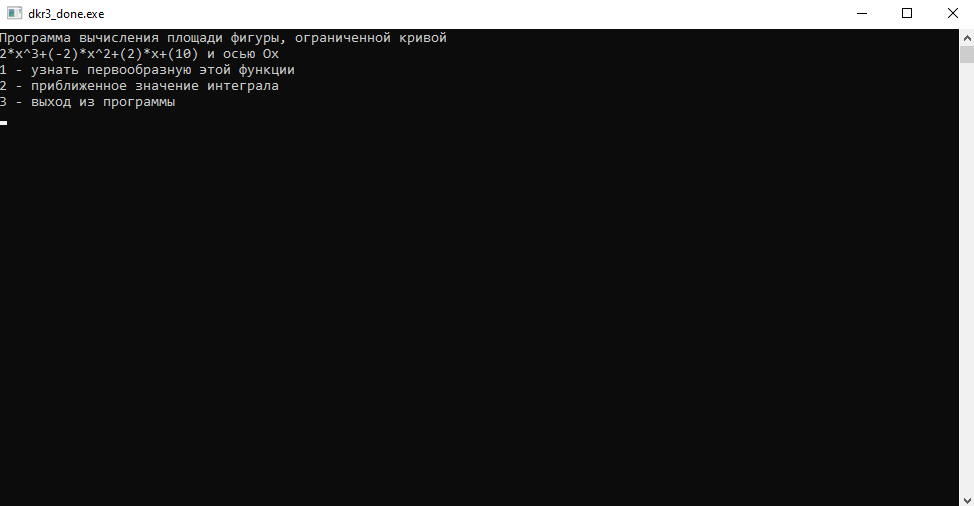 dkr3_done.exe
Программа вычисления площади фигуры, ограниченной кривой
2*x^3+(-2)*x^2+(2)*x+(10) и осью Ox
1 - узнать первообразную этой функции
2 - приближенное значение интеграла
3 - выход из программы